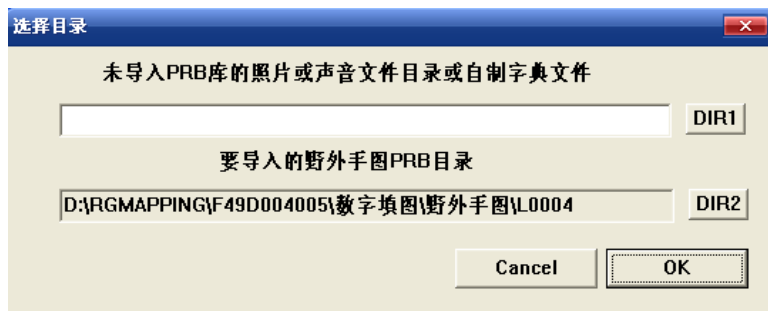 选择目录
未导入PRB库的照片或声音文件目录或自制字典文件
DIR1
要导入的野外手图PRB目录
D:\RGMAPPING\F49D004005\数字填图\野外手图\L0004
DIR2
Cancel
OK